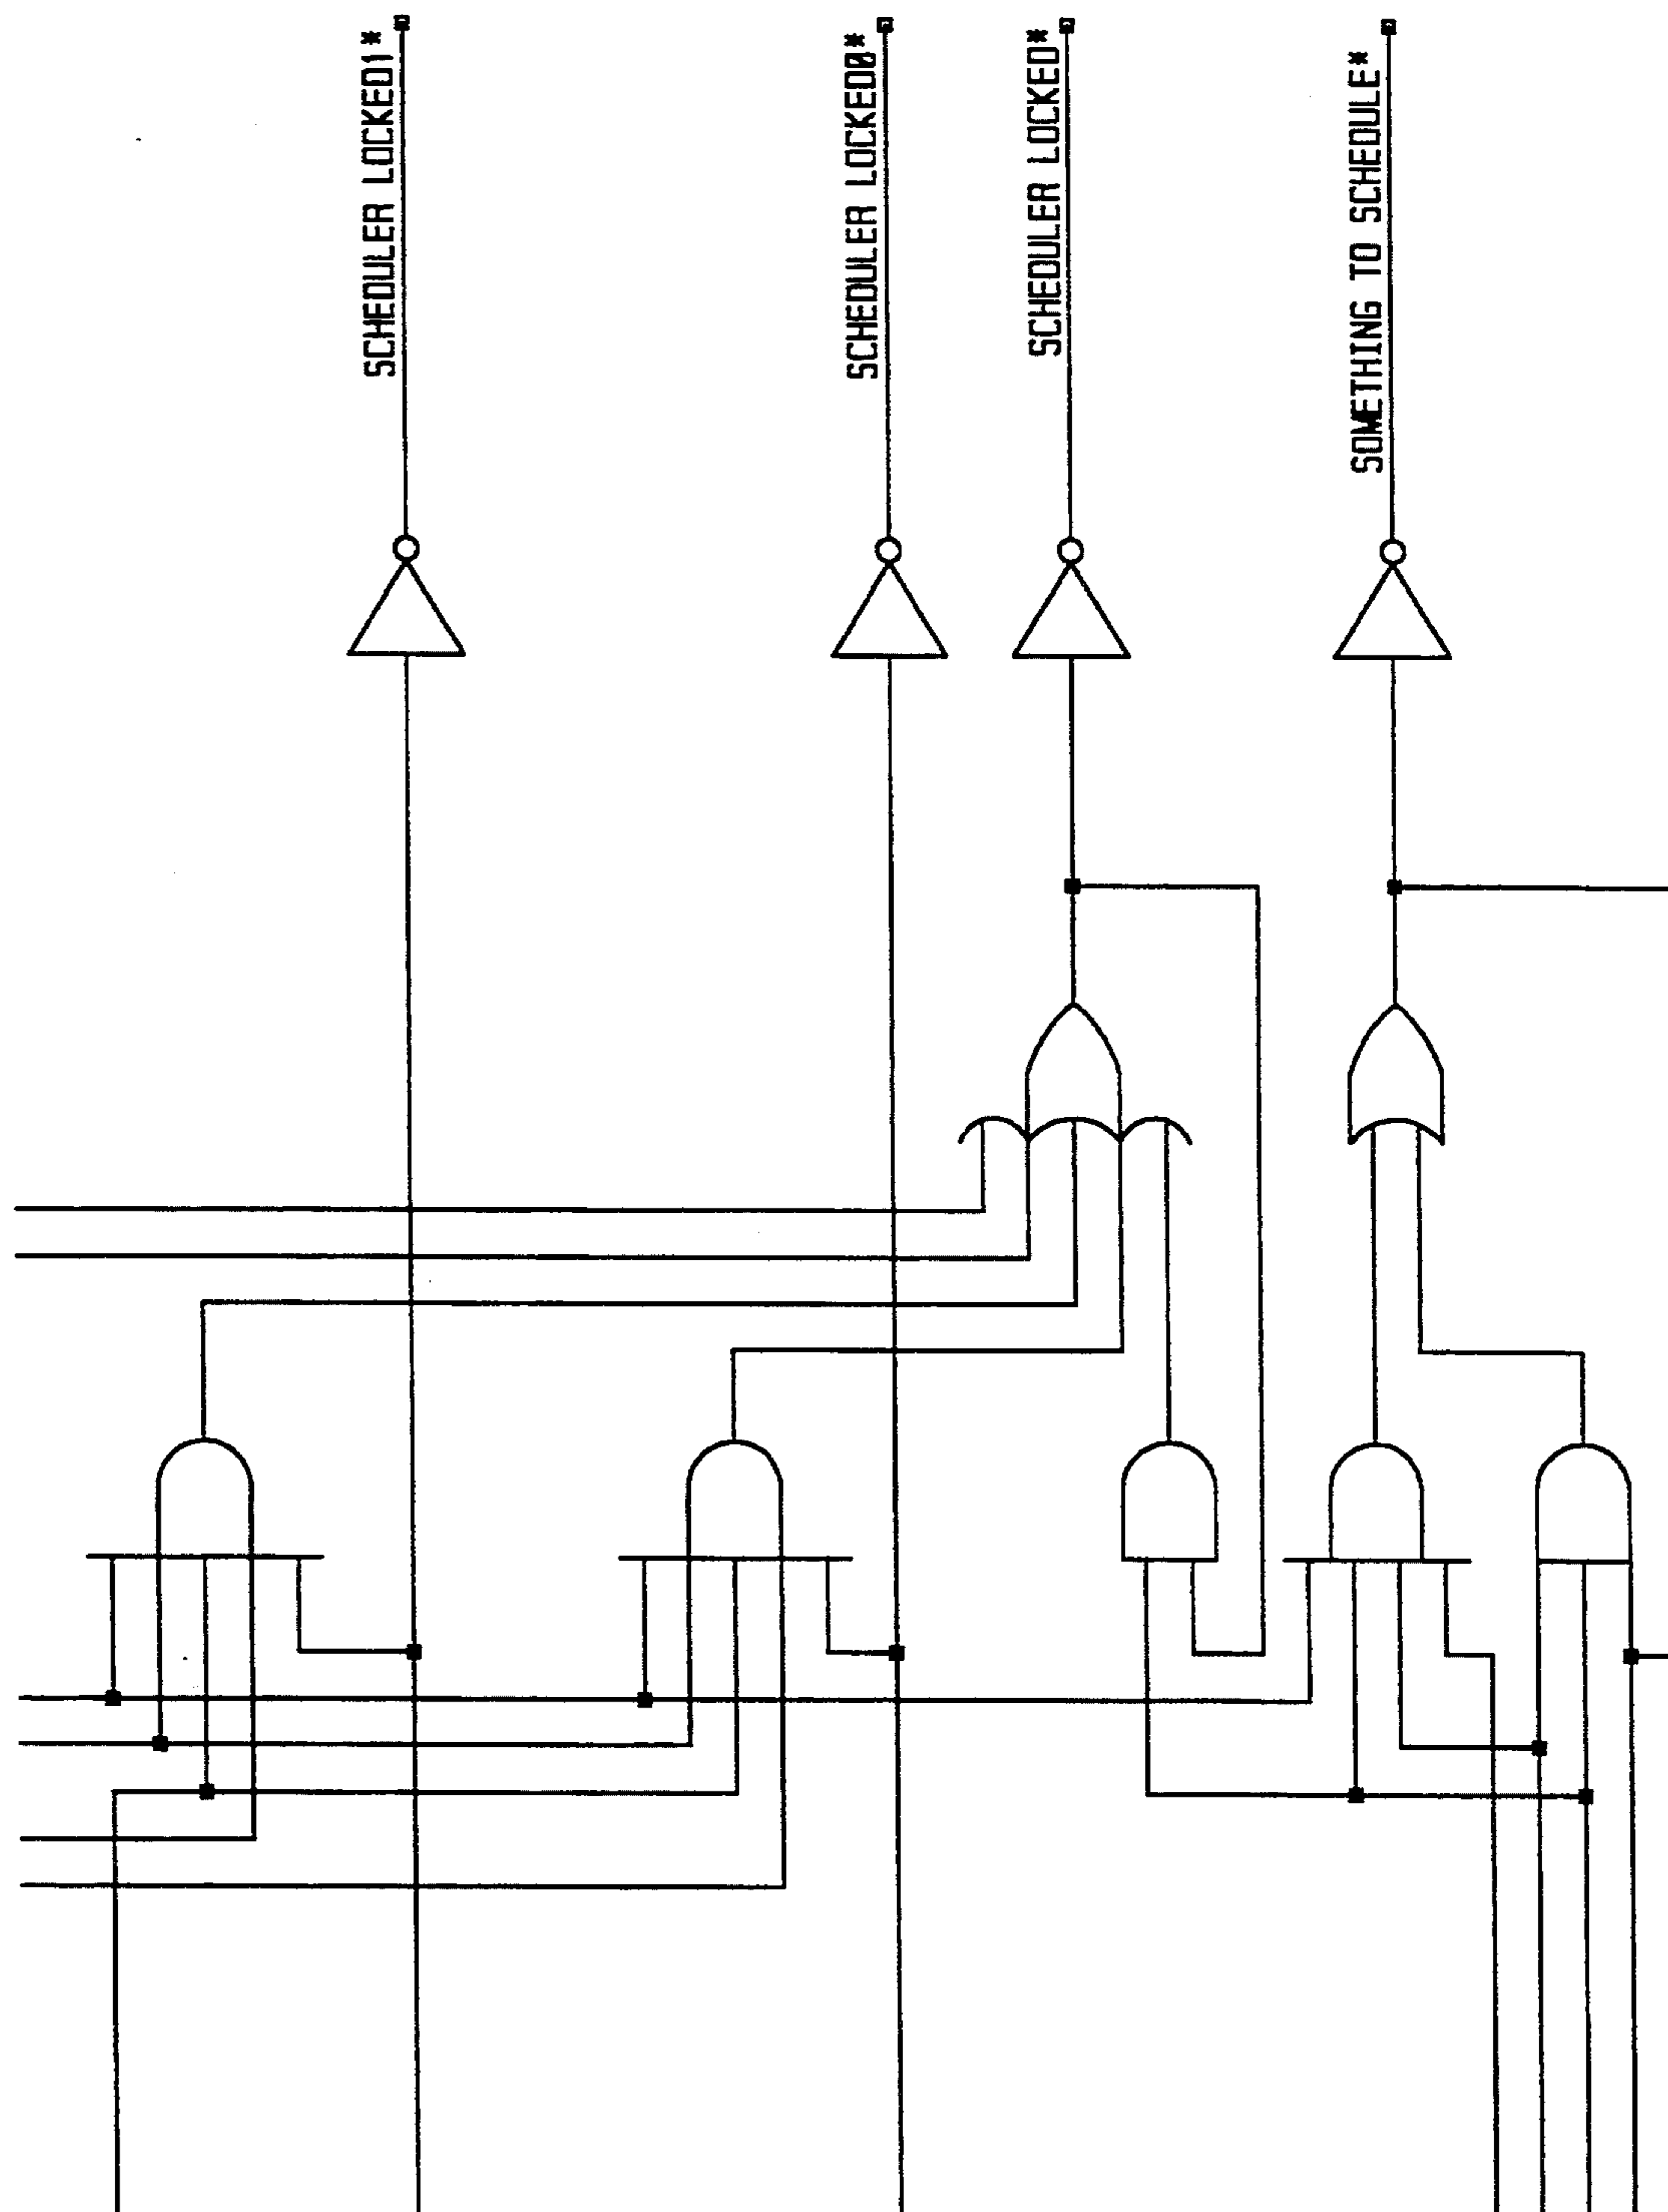 SCHEDULER LOCKED1*
SCHEDULER LOCKED0*
SCHEDULER LOCKED*
SOMETHING TO SCHEDULE*